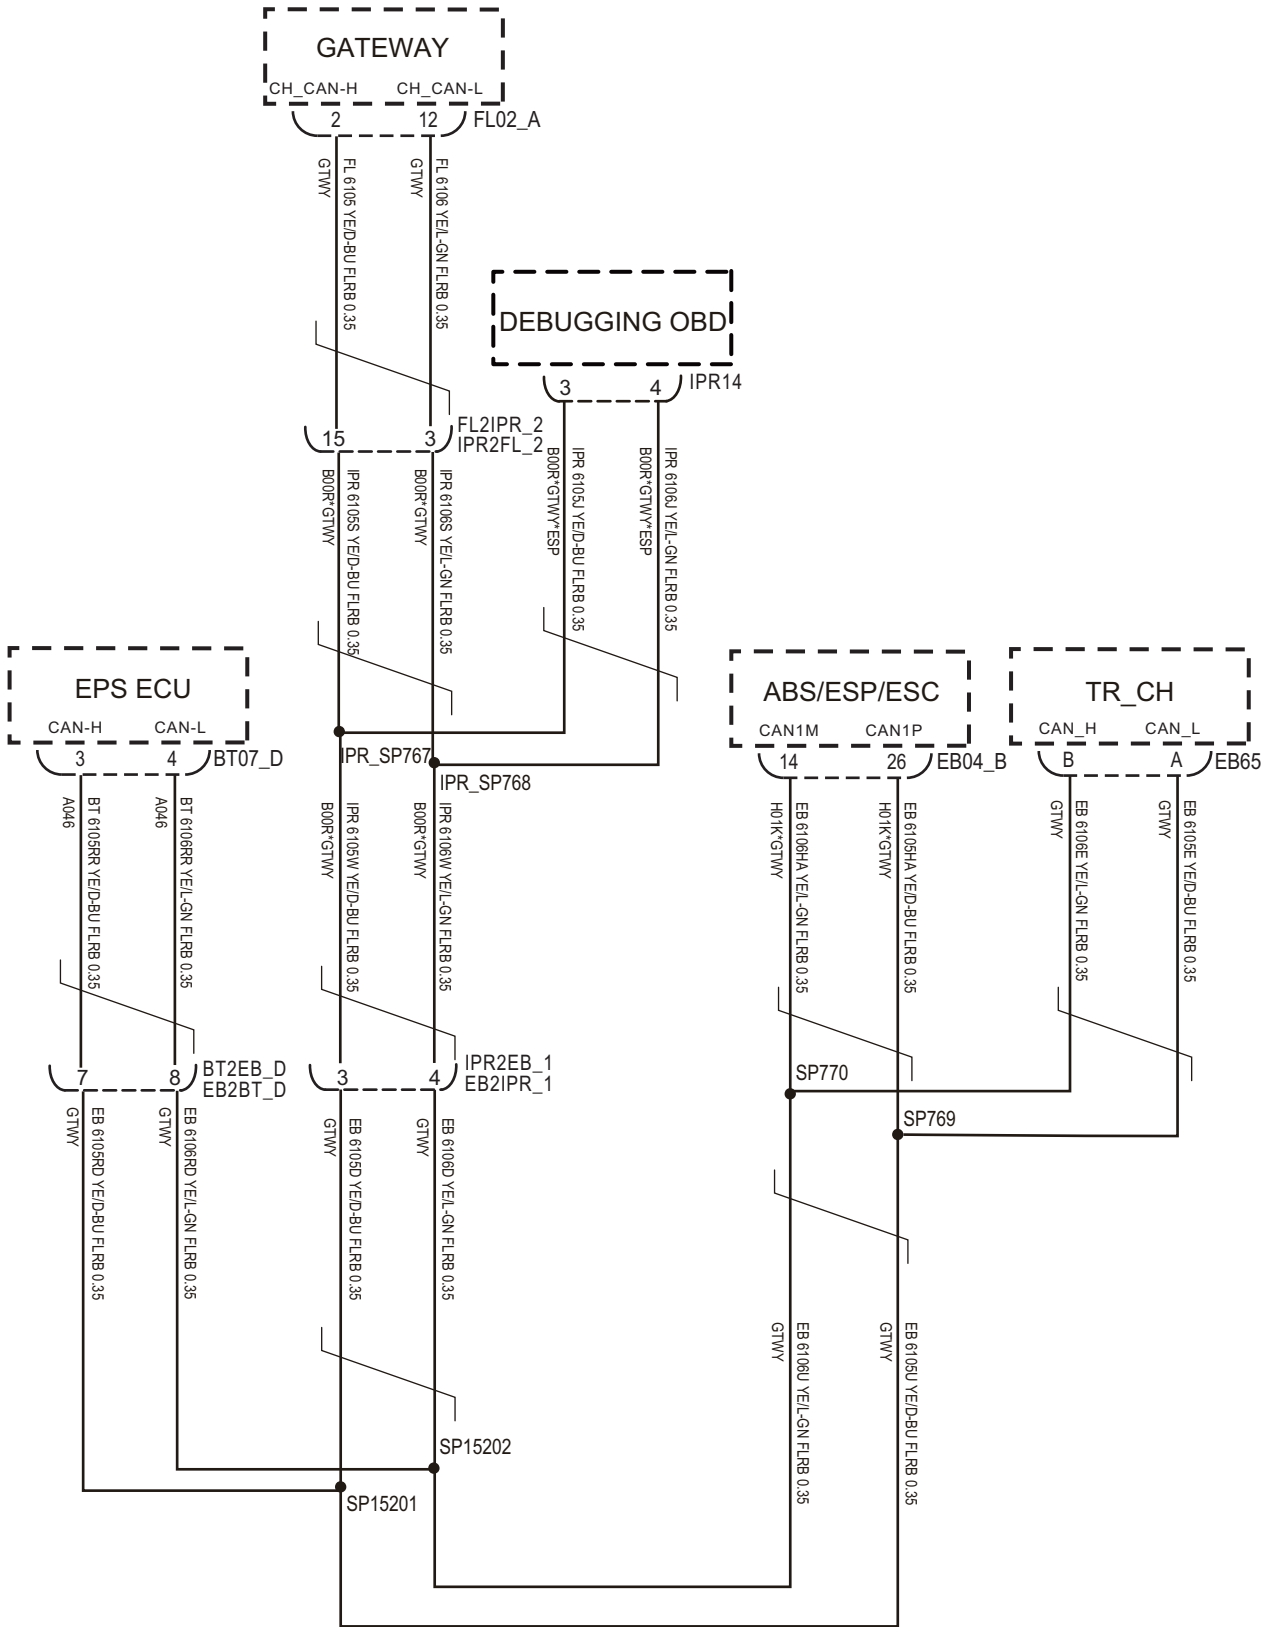 GATEWAY
CH_CAN-H CH_CAN-L
2 12 FL02_A
GTWY
FL 6105 YE/D-BU FLRB 0.35
GTWY
FL 6106 YE/L-GN FLRB 0.35
DEBUGGING OBD
3 4 IPR14
FL2IPR_2
15 3 IPR2FL_2
B00R*GTWY
IPR 6105S YE/D-BU FLRB 0.35
B00R*GTWY
IPR 6106S YE/L-GN FLRB 0.35
B00R*GTWY*ESP
IPR 6105J YE/D-BU FLRB 0.35
B00R*GTWY*ESP
IPR 6106J YE/L-GN FLRB 0.35
EPS ECU
CAN-H CAN-L
3 4 BT07_D
IPR_SP767
IPR_SP768
ABS/ESP/ESC
CAN1M CAN1P
14 26 EB04_B
TR_CH
CAN_H CAN_L
B A EB65
A046
BT 6105RR YE/D-BU FLRB 0.35
A046
BT 6106RR YE/L-GN FLRB 0.35
B00R*GTWY
IPR 6105W YE/D-BU FLRB 0.35
B00R*GTWY
IPR 6106W YE/L-GN FLRB 0.35
H01K*GTWY
EB 6106HA YE/L-GN FLRB 0.35
H01K*GTWY
EB 6105HA YE/D-BU FLRB 0.35
GTWY
EB 6106E YE/L-GN FLRB 0.35
GTWY
EB 6105E YE/D-BU FLRB 0.35
7 8 BT2EB_D
EB2BT_D
3 4 IPR2EB_1
EB2IPR_1
SP770
SP769
GTWY
EB 6105RD YE/D-BU FLRB 0.35
GTWY
EB 6106RD YE/L-GN FLRB 0.35
GTWY
EB 6105D YE/D-BU FLRB 0.35
GTWY
EB 6106D YE/L-GN FLRB 0.35
GTWY
EB 6106U YE/L-GN FLRB 0.35
GTWY
EB 6105U YE/D-BU FLRB 0.35
SP15202
SP15201